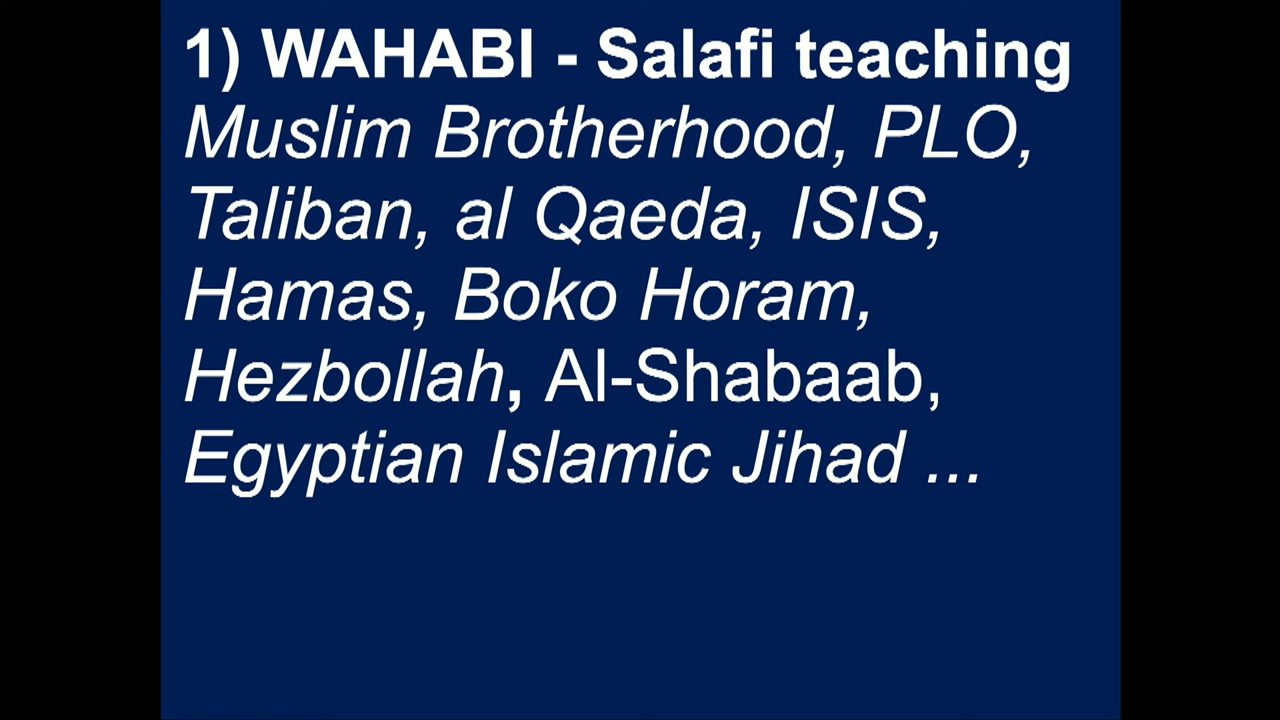 1) WAHABI - Salafi teaching
Muslim Brotherhood, PLO,
Taliban, al Qaeda, ISIS,
Hamas, Boko Horam,
Hezbollah, Al-Shabaab,
Egyptian Islamic Jihad ...